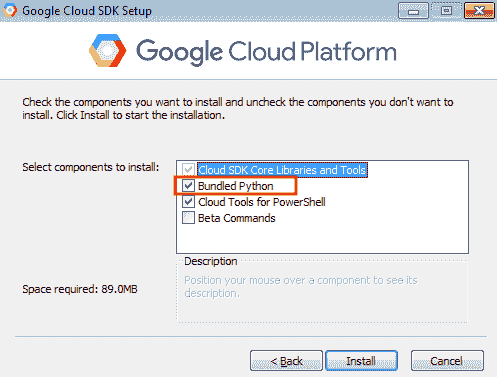 Google Cloud SDK Setup
Google Cloud Platform
Check the components you want to install and uncheck the components you don't want to
install. Click Install to start the installation.
Select components to install:
Cloud SDK Core Libraries and Tools
Bundled Python
Cloud Tools for PowerShell
Beta Commands
Description
Position your mouse over a component to see its
description.
Space required: 89.0MB
< Back
Install
Cancel